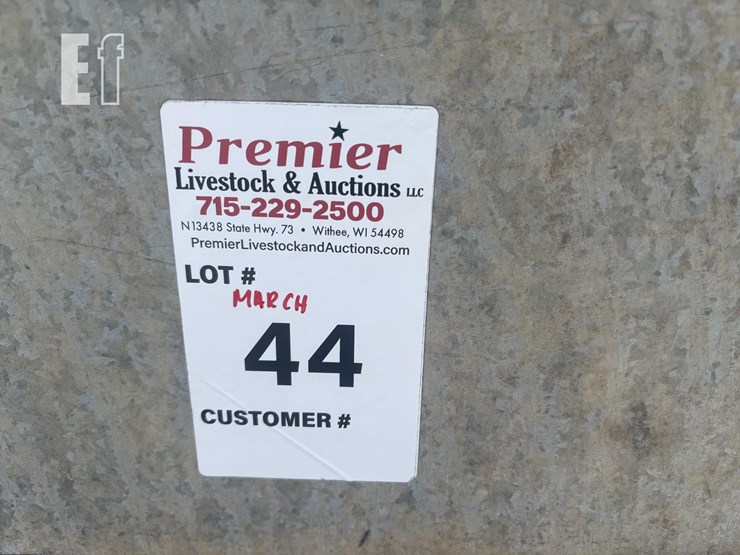 Ef
Premier
Livestock & Auctions LLC
715-229-2500
N13438 State Hwy. 73 • Withee, WI 54498
PremierLivestockandAuctions.com
LOT #
MARCH
44
CUSTOMER #